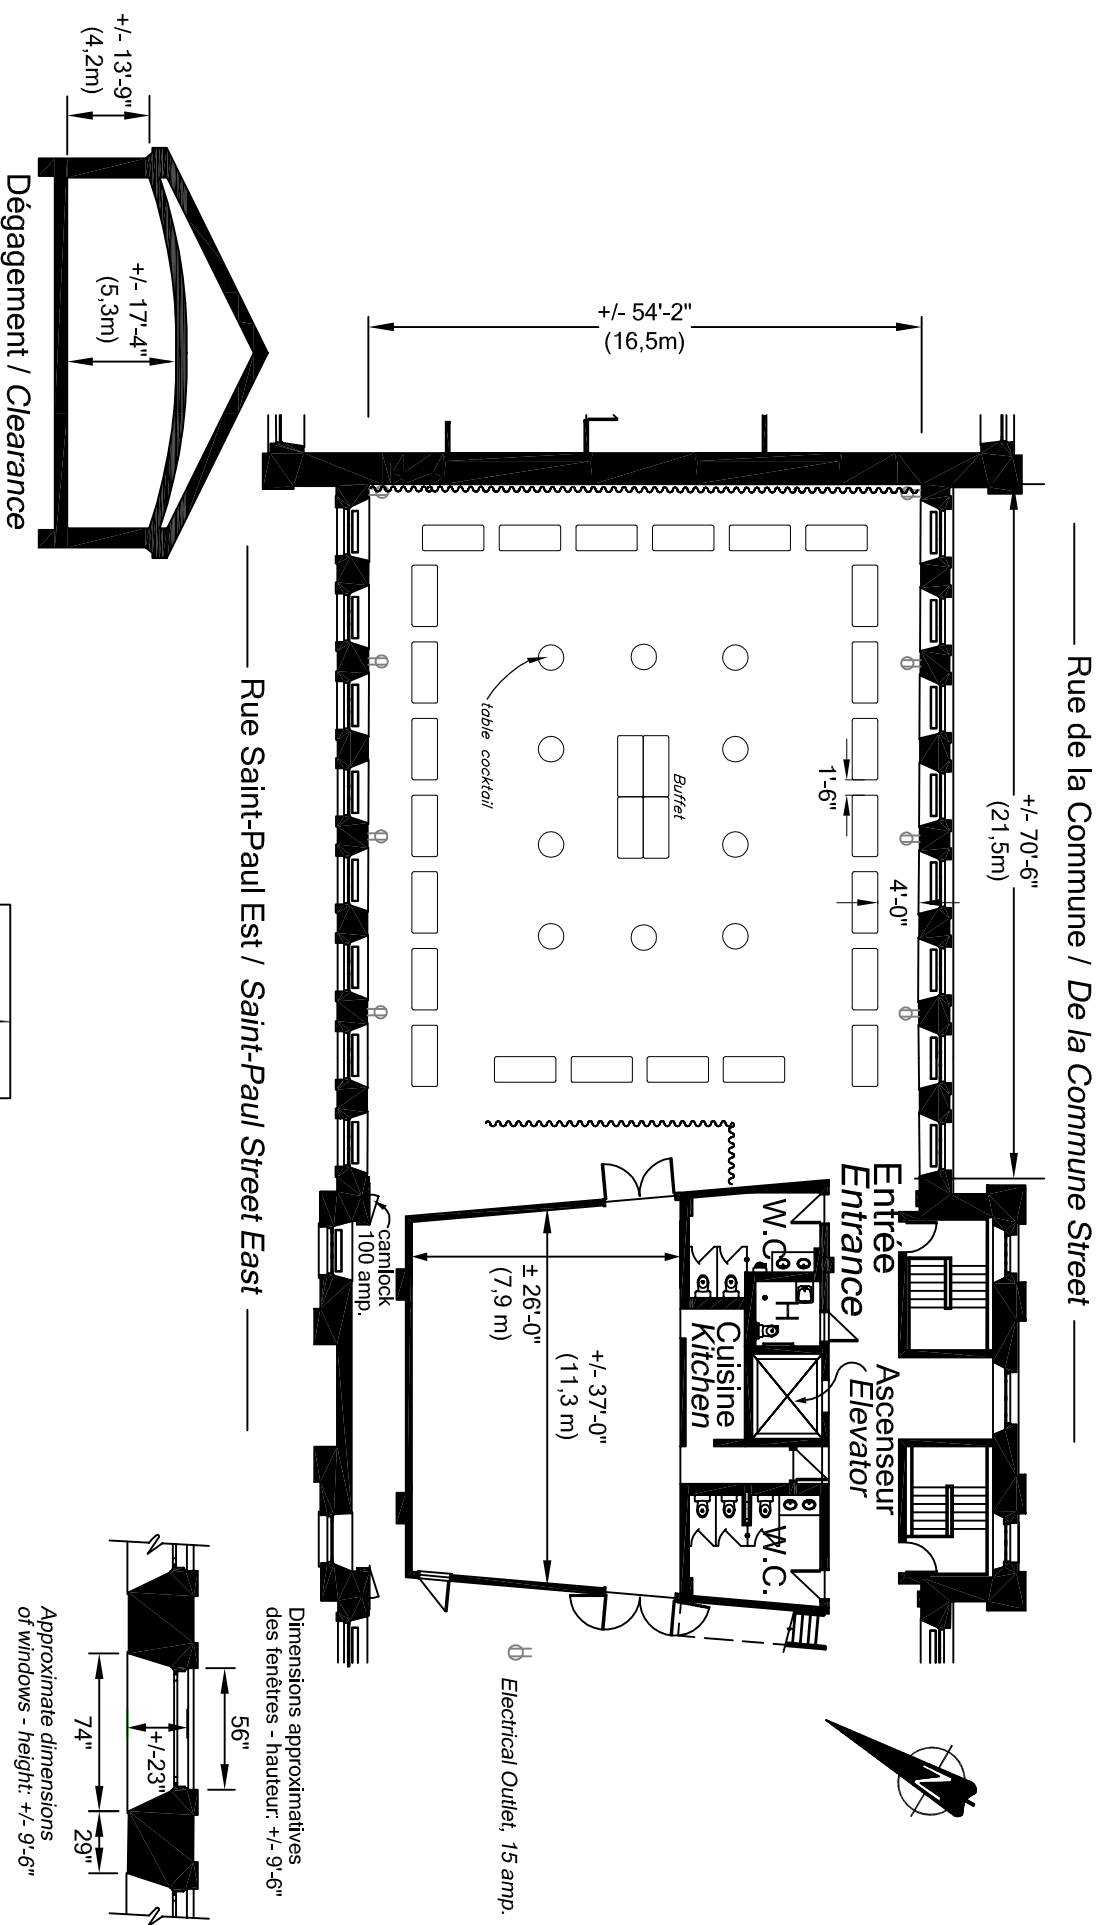 Rue de la Commune / De la Commune Street
+/- 70'-6"
(21,5m)
+/- 54'-2"
(16,5m)
4'-0"
1'-6"
Buffet
table cocktail
Entrée
Entrance
Ascenseur
Elevator
W.C.
Cuisine
Kitchen
W.C.
+/- 37'-0"
(11,3 m)
± 26'-0"
(7,9 m)
camlock
100 amp.
Electrical Outlet, 15 amp.
N
Rue Saint-Paul Est / Saint-Paul Street East
+/- 13'-9"
(4,2m)
+/- 17'-4"
(5,3m)
Dégagement / Clearance
Dimensions approximatives
des fenêtres - hauteur: +/- 9'-6"
56"
+/-23"
74"
29"
Approximate dimensions
of windows - height: +/- 9'-6"